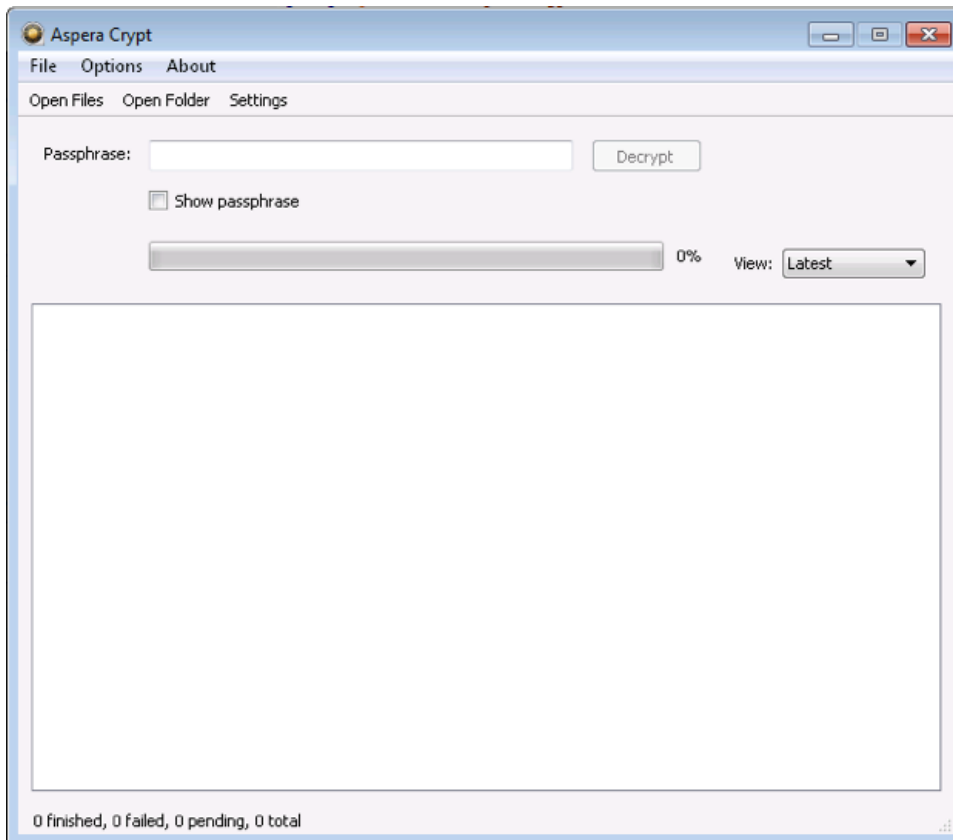 Aspera Crypt
File Options About
Open Files Open Folder Settings
Passphrase: Decrypt
Show passphrase
0% View: Latest
0 finished, 0 failed, 0 pending, 0 total